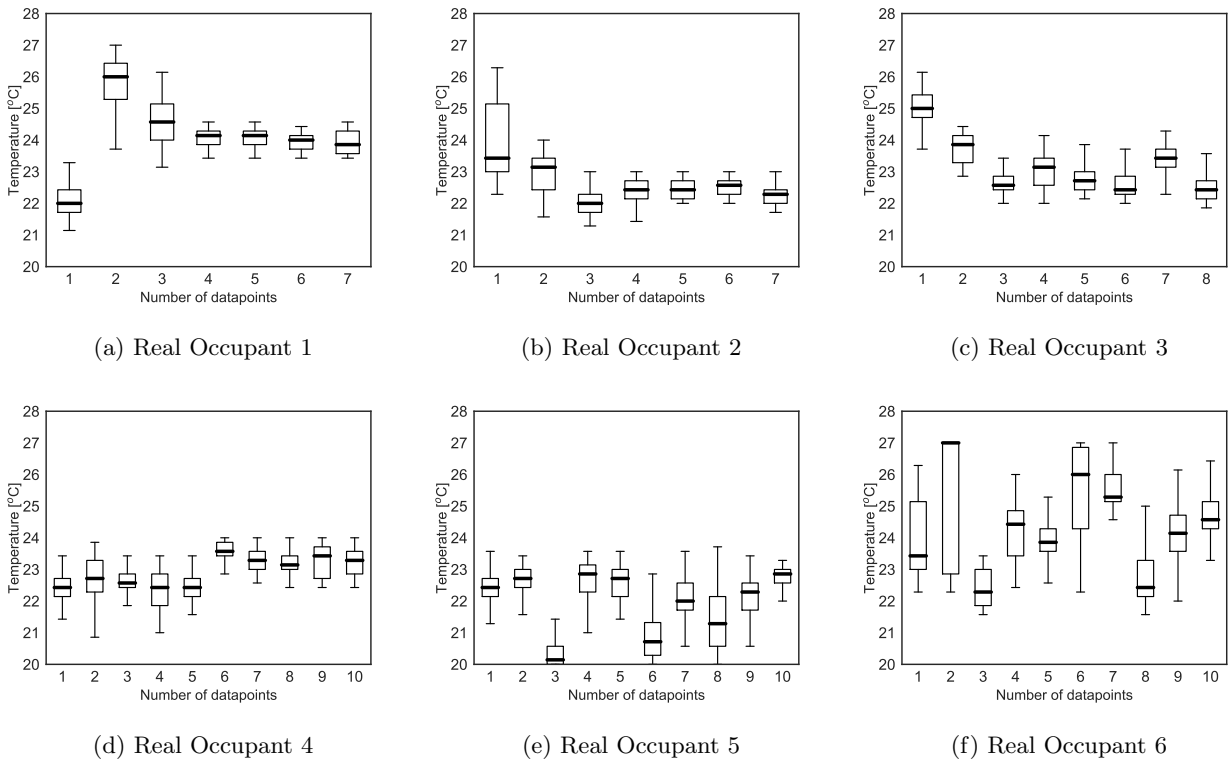 28
27
26
25
24
23
22
21
20
Temperature [°C]
1 2 3 4 5 6 7
Number of datapoints
(a) Real Occupant 1
28
27
26
25
24
23
22
21
20
Temperature [°C]
1 2 3 4 5 6 7
Number of datapoints
(b) Real Occupant 2
28
27
26
25
24
23
22
21
20
Temperature [°C]
1 2 3 4 5 6 7 8
Number of datapoints
(c) Real Occupant 3
28
27
26
25
24
23
22
21
20
Temperature [°C]
1 2 3 4 5 6 7 8 9 10
Number of datapoints
(d) Real Occupant 4
28
27
26
25
24
23
22
21
20
Temperature [°C]
1 2 3 4 5 6 7 8 9 10
Number of datapoints
(e) Real Occupant 5
28
27
26
25
24
23
22
21
20
Temperature [°C]
1 2 3 4 5 6 7 8 9 10
Number of datapoints
(f) Real Occupant 6